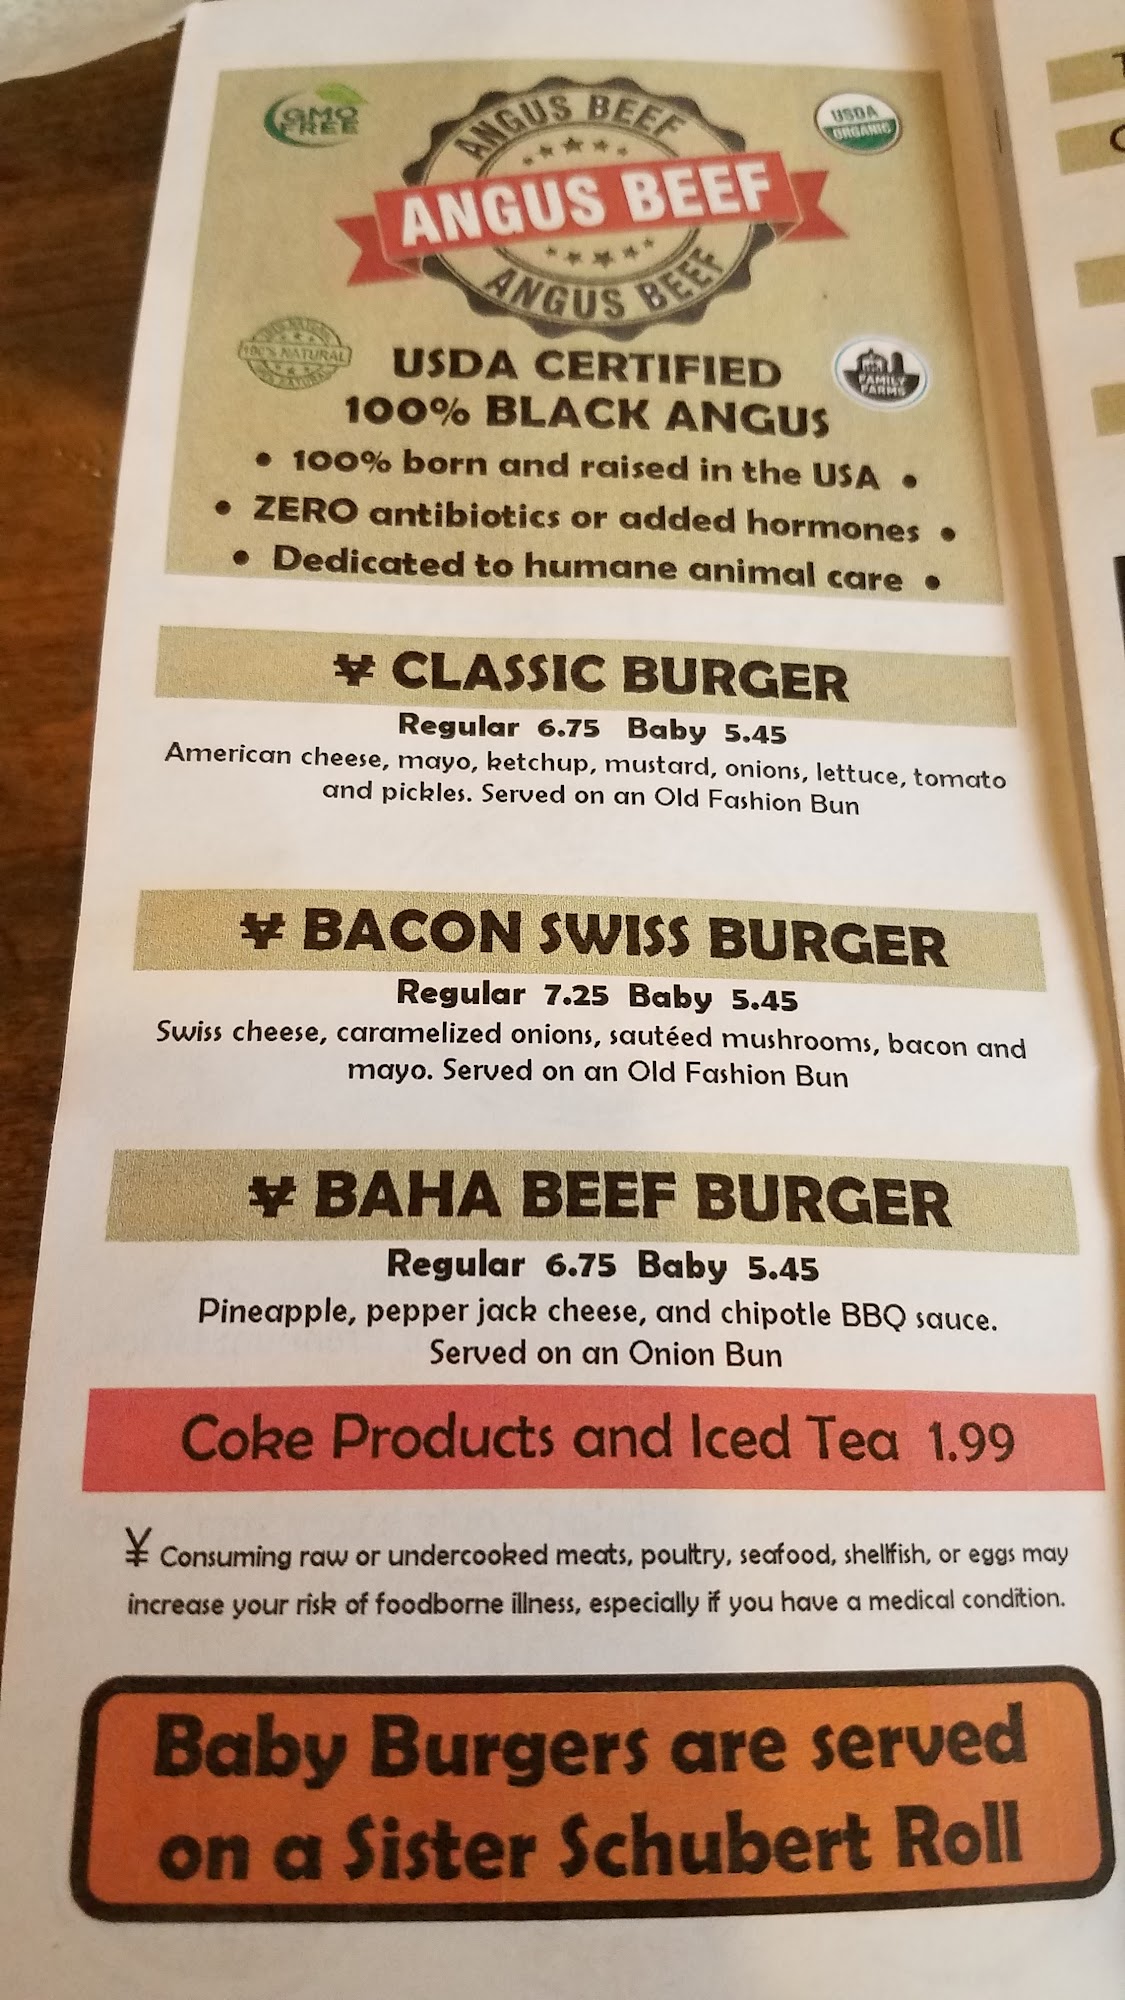 GMO
FREE
ANGUS BEEF
USDA
ORGANIC
ANGUS BEEF
ANGUS BEEF
100% NATURAL
FAMILY
FARMS
USDA CERTIFIED
100% BLACK ANGUS
• 100% born and raised in the USA •
• ZERO antibiotics or added hormones •
• Dedicated to humane animal care •
¥ CLASSIC BURGER
Regular 6.75 Baby 5.45
American cheese, mayo, ketchup, mustard, onions, lettuce, tomato
and pickles. Served on an Old Fashion Bun
¥ BACON SWISS BURGER
Regular 7.25 Baby 5.45
Swiss cheese, caramelized onions, sautéed mushrooms, bacon and
mayo. Served on an Old Fashion Bun
¥ BAHA BEEF BURGER
Regular 6.75 Baby 5.45
Pineapple, pepper jack cheese, and chipotle BBQ sauce.
Served on an Onion Bun
Coke Products and Iced Tea 1.99
¥ Consuming raw or undercooked meats, poultry, seafood, shellfish, or eggs may
increase your risk of foodborne illness, especially if you have a medical condition.
Baby Burgers are served
on a Sister Schubert Roll